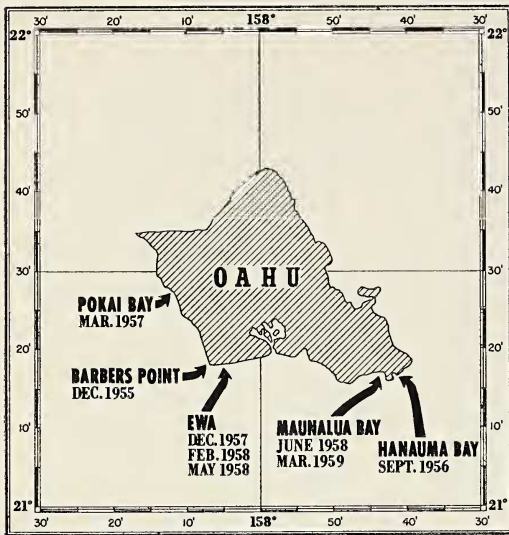 30' 20' 10' 158° 50' 40' 30'
22° 22°
50' 50'
40' 40'
30' 30'
OAHU
POKAI BAY
MAR. 1957
20' 20'
BARBERS POINT
DEC. 1955
EWA
DEC. 1957
FEB. 1958
MAY 1958
MAUNALUA BAY
JUNE 1958
MAR. 1959
HANAUMA BAY
SEPT. 1956
10' 10'
21° 21°
30' 20' 10' 158° 50' 40' 30'